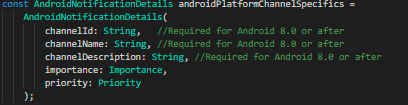 const AndroidNotificationDetails androidPlatformChannelSpecifics =
AndroidNotificationDetails(
channelId: String, //Required for Android 8.0 or after
channelName: String, //Required for Android 8.0 or after
channelDescription: String, //Required for Android 8.0 or after
importance: Importance,
priority: Priority
);